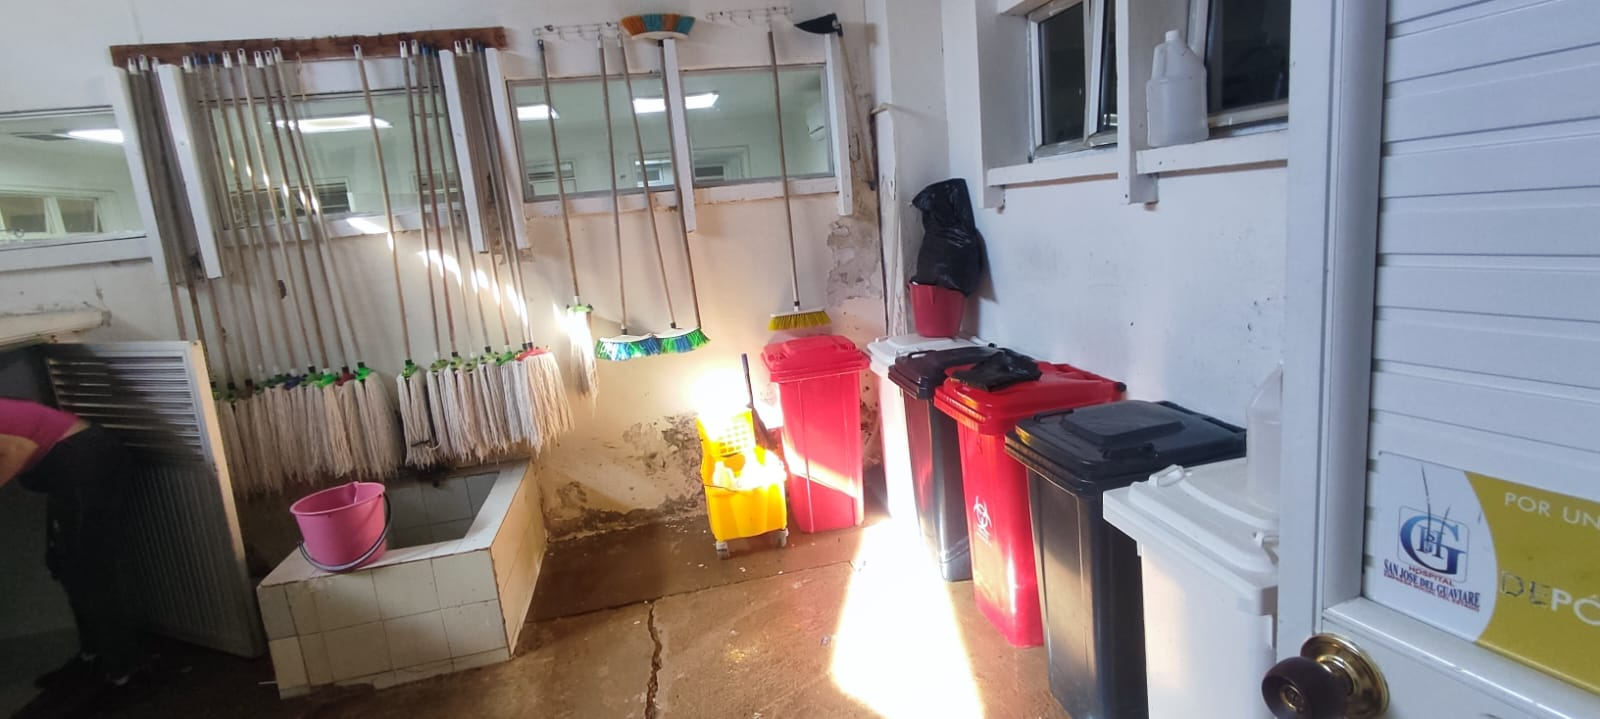 POR UN
HOSPITAL
SAN JOSE DEL GUAVIARE
DEPÓ